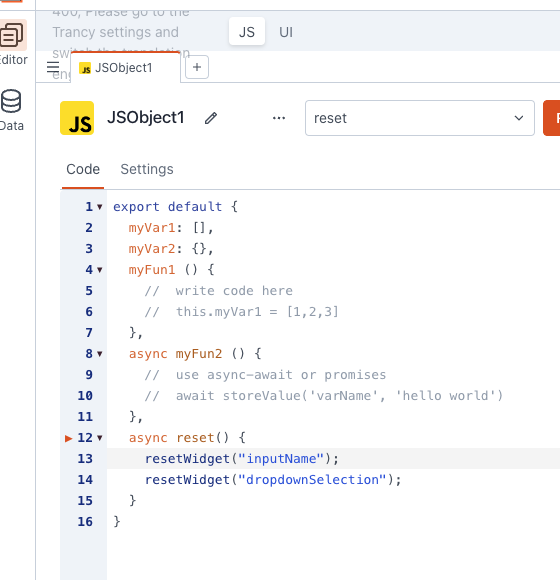 400, Please go to the
Trancy settings and
switch the translation
JS UI
Editor
JS JSObject1 +
Data
JS JSObject1 ... reset
Code Settings
1 export default {
2 myVar1: [],
3 myVar2: {},
4 myFun1 () {
5 // write code here
6 // this.myVar1 = [1,2,3]
7 },
8 async myFun2 () {
9 // use async-await or promises
10 // await storeValue('varName', 'hello world')
11 },
12 async reset() {
13 resetWidget("inputName");
14 resetWidget("dropdownSelection");
15 }
16 }